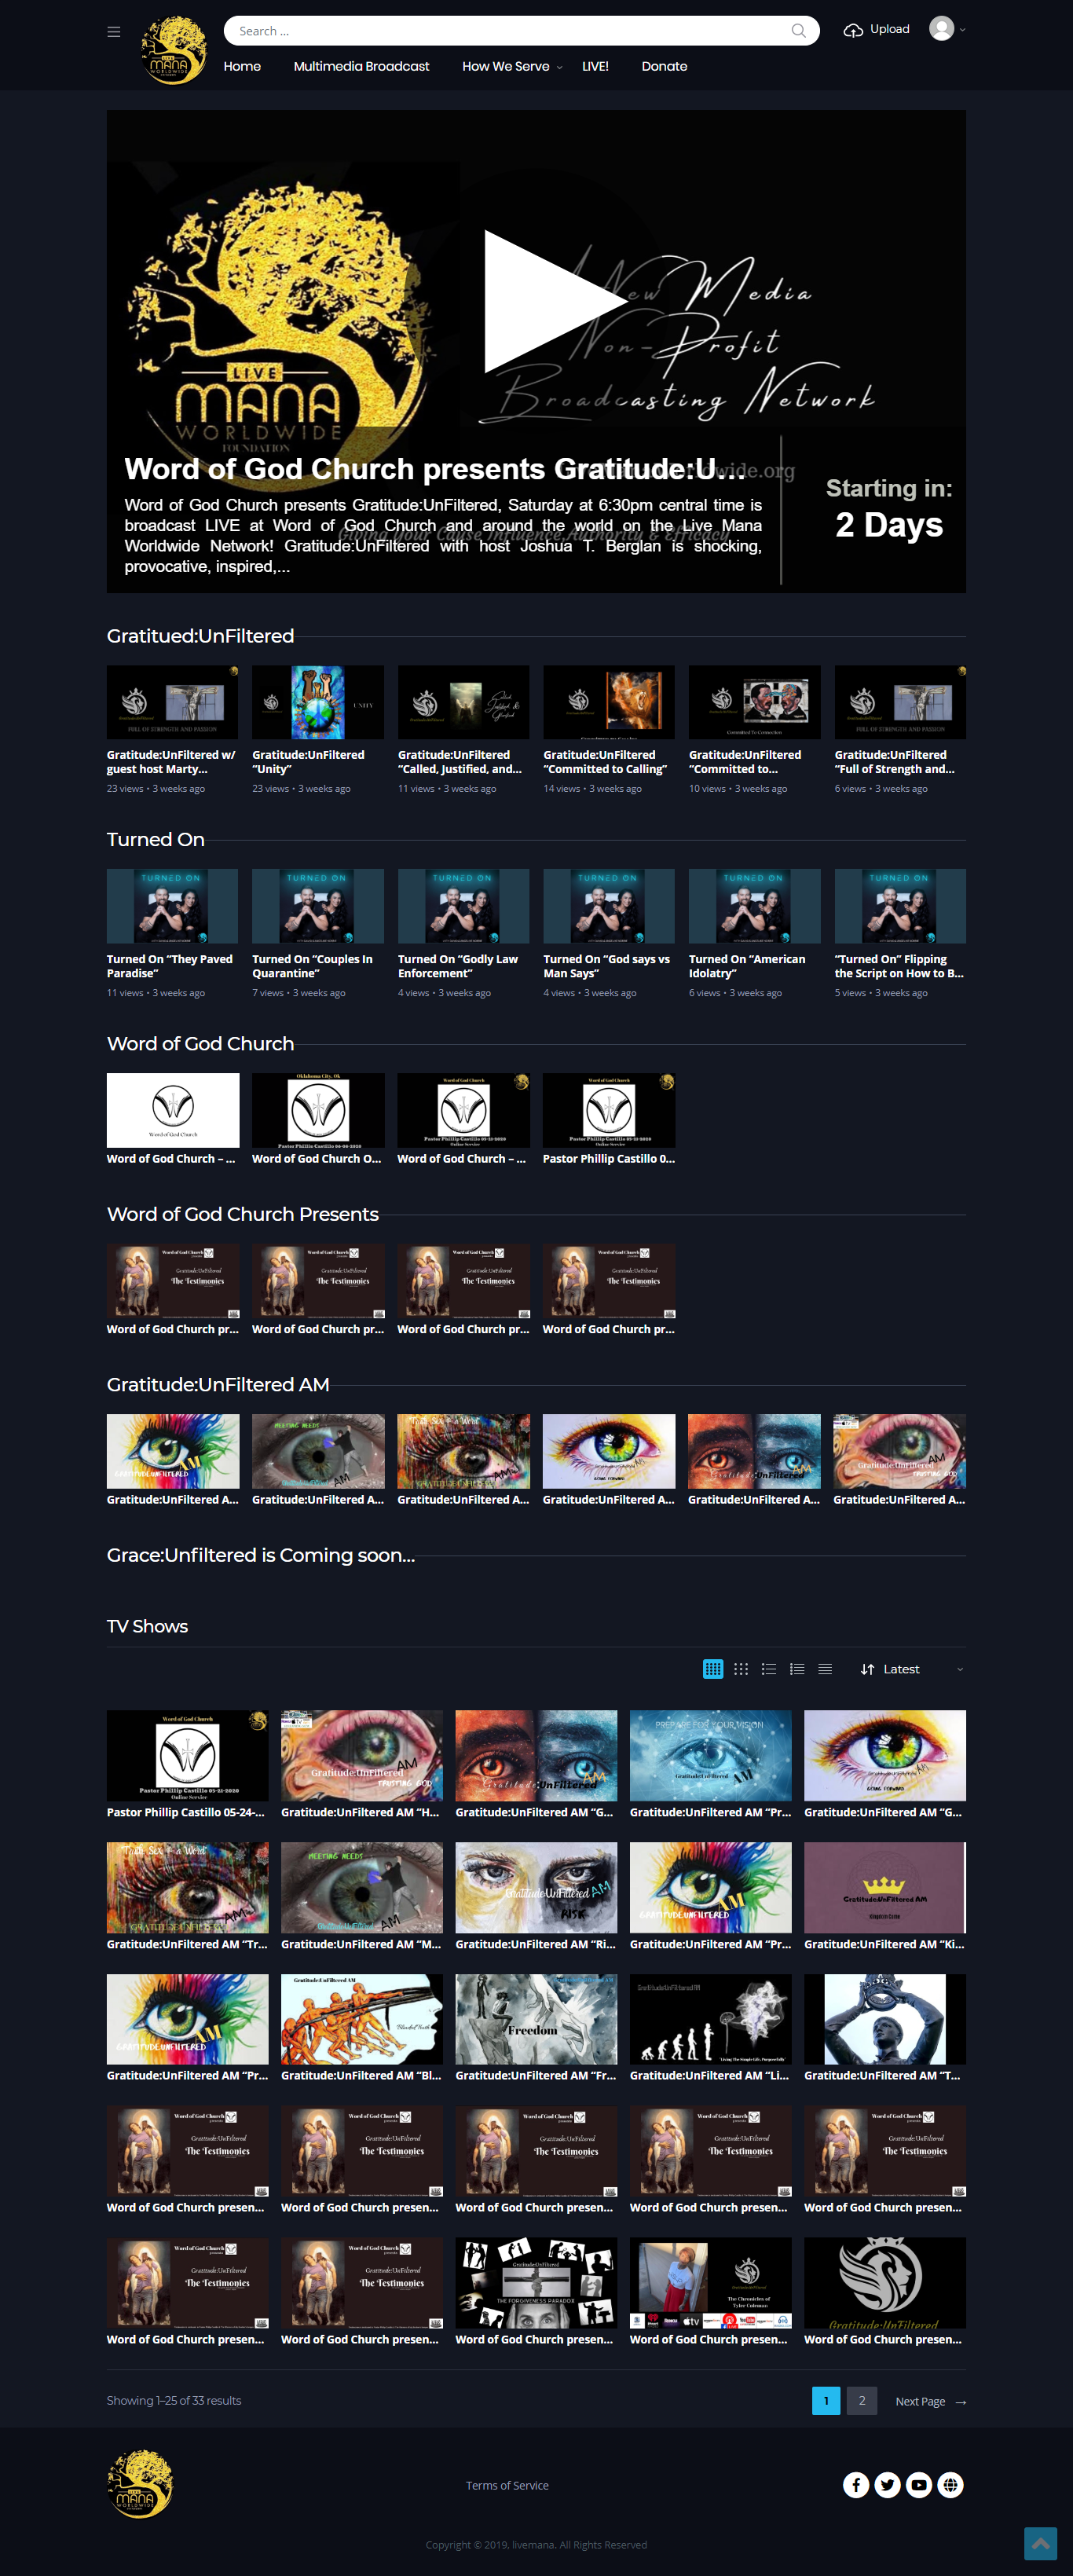 Search ...
Upload
Home
Multimedia Broadcast
How We Serve
LIVE!
Donate
LIVE
MANA
WORLDWIDE
FOUNDATION
New Media
Non-Profit
Broadcasting Network
Word of God Church presents Gratitude:U...
Word of God Church presents Gratitude:UnFiltered, Saturday at 6:30pm central time is
broadcast LIVE at Word of God Church and around the world on the Live Mana
Worldwide Network! Gratitude:UnFiltered with host Joshua T. Berglan is shocking,
provocative, inspired,...
Giving Your Cause Influence,Authority & Efficacy
Starting in:
2 Days
Gratitued:UnFiltered
Gratitude:UnFiltered w/
guest host Marty...
23 views • 3 weeks ago
Gratitude:UnFiltered
“Unity”
23 views • 3 weeks ago
Gratitude:UnFiltered
“Called, Justified, and...
11 views • 3 weeks ago
Gratitude:UnFiltered
“Committed to Calling”
14 views • 3 weeks ago
Gratitude:UnFiltered
“Committed to...
10 views • 3 weeks ago
Gratitude:UnFiltered
“Full of Strength and...
6 views • 3 weeks ago
Turned On
Turned On “They Paved
Paradise”
11 views • 3 weeks ago
Turned On “Couples In
Quarantine”
7 views • 3 weeks ago
Turned On “Godly Law
Enforcement”
4 views • 3 weeks ago
Turned On “God says vs
Man Says”
4 views • 3 weeks ago
Turned On “American
Idolatry”
6 views • 3 weeks ago
“Turned On” Flipping
the Script on How to B...
5 views • 3 weeks ago
Word of God Church
Word of God Church – ...
Word of God Church O...
Word of God Church – ...
Pastor Phillip Castillo 0...
Word of God Church Presents
Word of God Church pr...
Word of God Church pr...
Word of God Church pr...
Word of God Church pr...
Gratitude:UnFiltered AM
Gratitude:UnFiltered A...
Gratitude:UnFiltered A...
Gratitude:UnFiltered A...
Gratitude:UnFiltered A...
Gratitude:UnFiltered A...
Gratitude:UnFiltered A...
Grace:Unfiltered is Coming soon...
TV Shows
Latest
Pastor Phillip Castillo 05-24-...
Gratitude:UnFiltered AM “H...
Gratitude:UnFiltered AM “G...
Gratitude:UnFiltered AM “Pr...
Gratitude:UnFiltered AM “G...
Gratitude:UnFiltered AM “Tr...
Gratitude:UnFiltered AM “M...
Gratitude:UnFiltered AM “Ri...
Gratitude:UnFiltered AM “Pr...
Gratitude:UnFiltered AM “Ki...
Gratitude:UnFiltered AM “Pr...
Gratitude:UnFiltered AM “Bl...
Gratitude:UnFiltered AM “Fr...
Gratitude:UnFiltered AM “Li...
Gratitude:UnFiltered AM “T...
Word of God Church presen...
Word of God Church presen...
Word of God Church presen...
Word of God Church presen...
Word of God Church presen...
Word of God Church presen...
Word of God Church presen...
Word of God Church presen...
Word of God Church presen...
Word of God Church presen...
Showing 1–25 of 33 results
1
2
Next Page →
Terms of Service
Copyright © 2019, livemana. All Rights Reserved